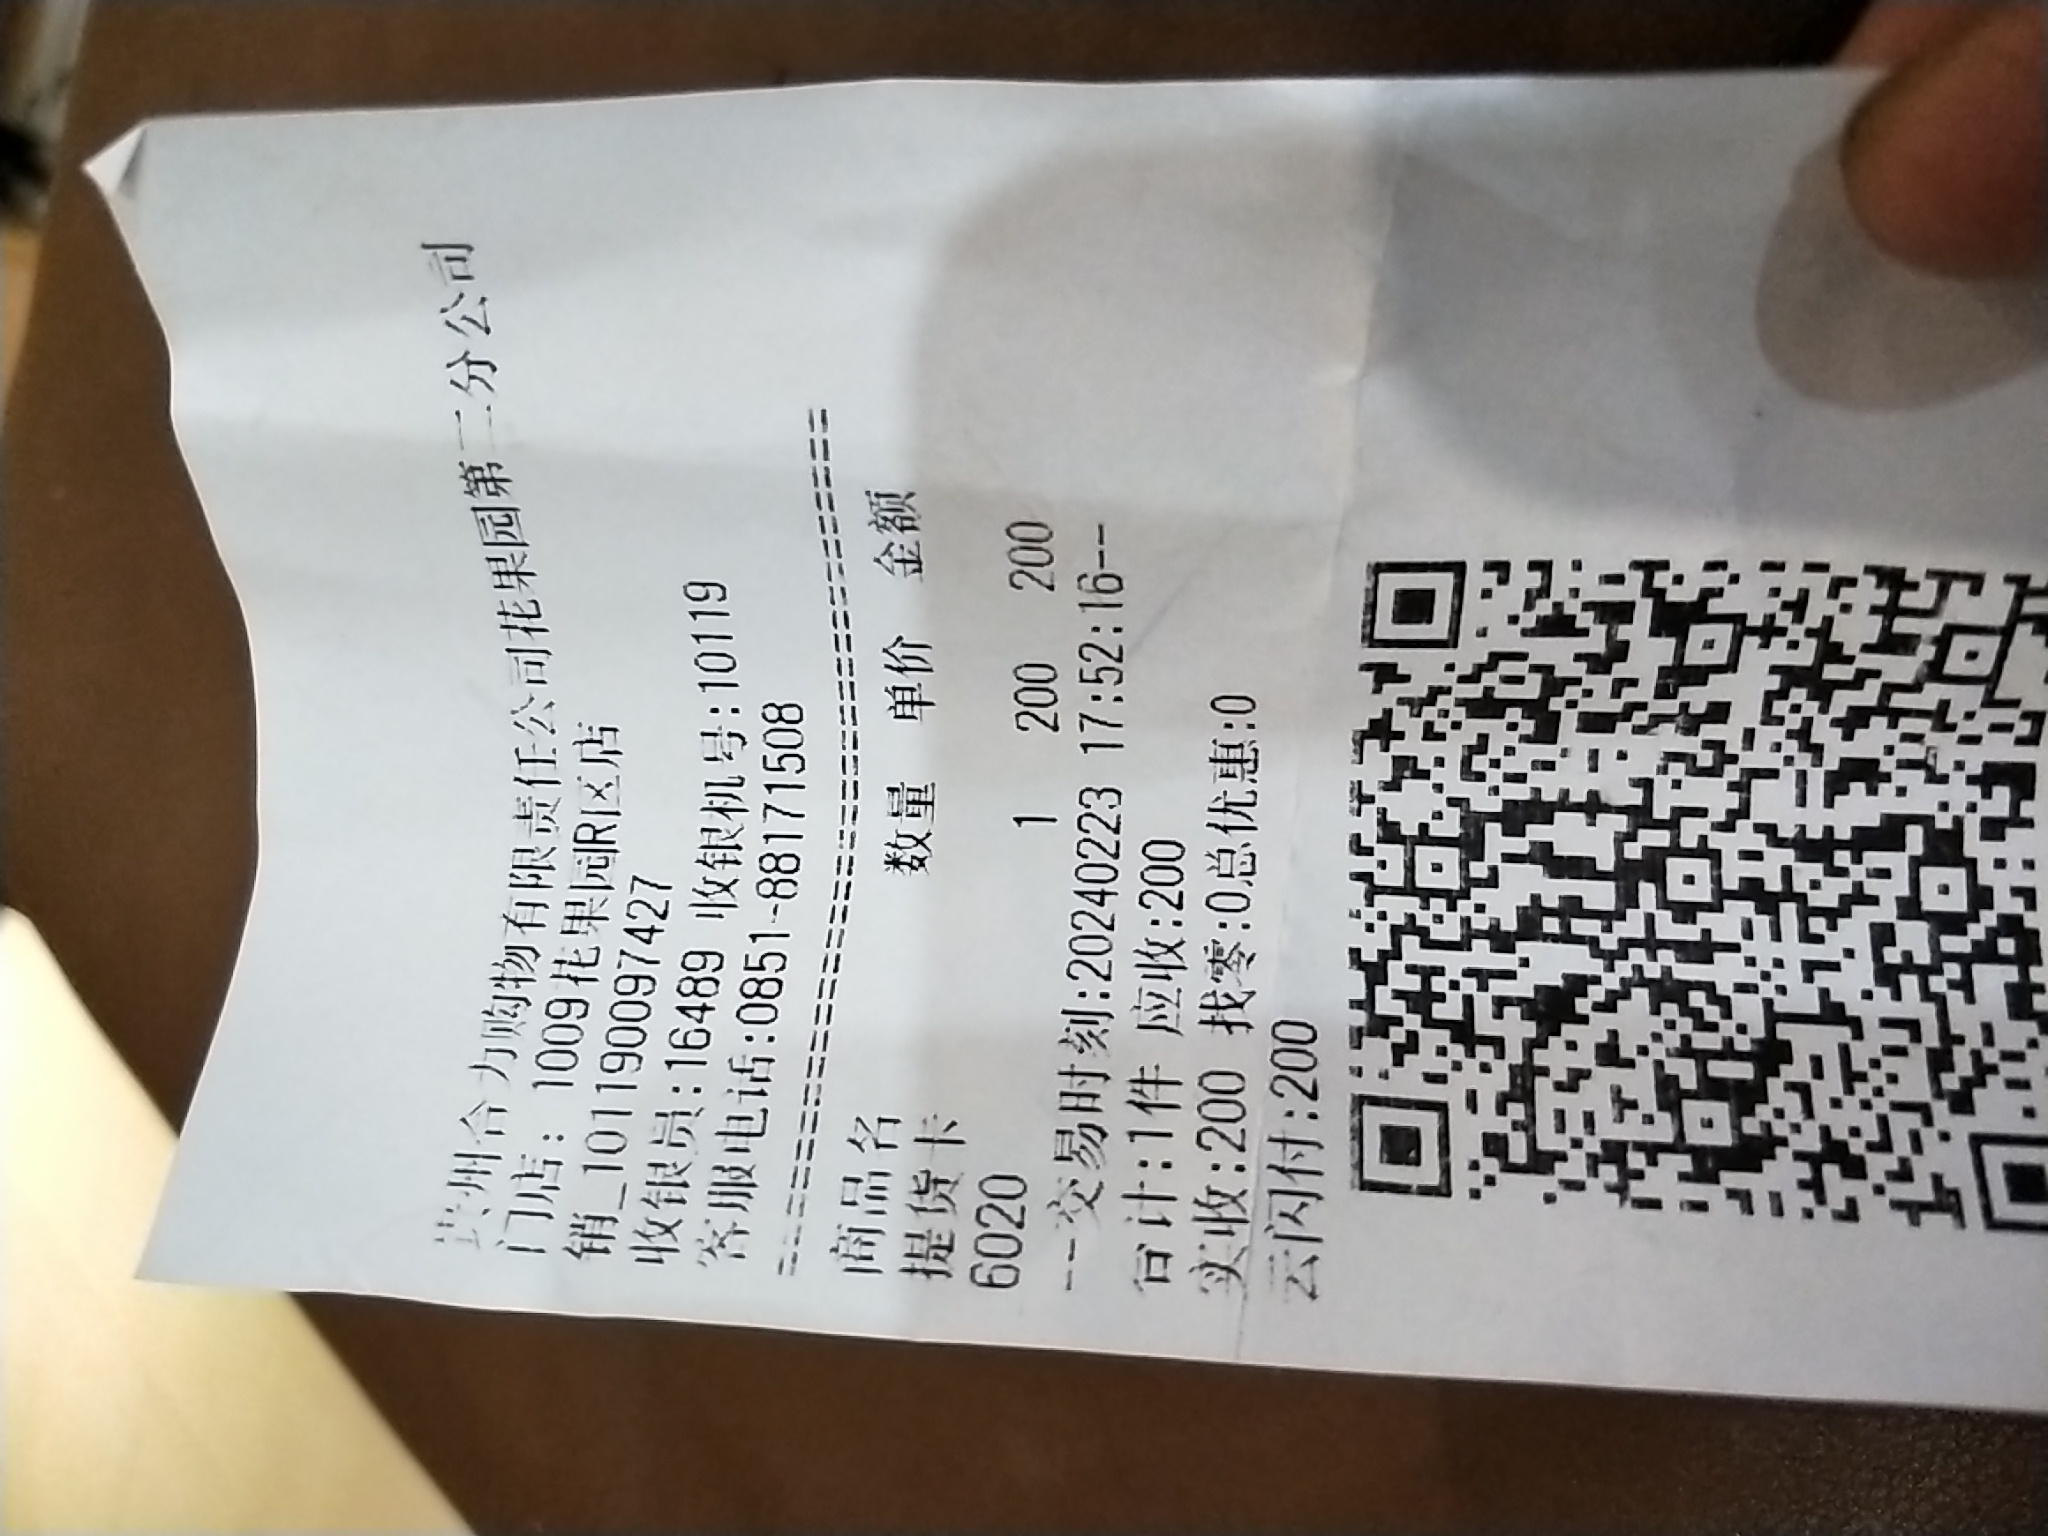 贵州合力购物有限责任公司花果园第二分公司
门店: 1009花果园R区店
销_1011900974​27
收银员:16489 收银机号:10119
客服电话:0851-88171508
================================
商品名 数量 单价 金额
提货卡
6020 1 200 200
--交易时刻:20240223 17:52:16--
合计:1件 应收:200
实收:200 找零:0总优惠:0
云闪付:200